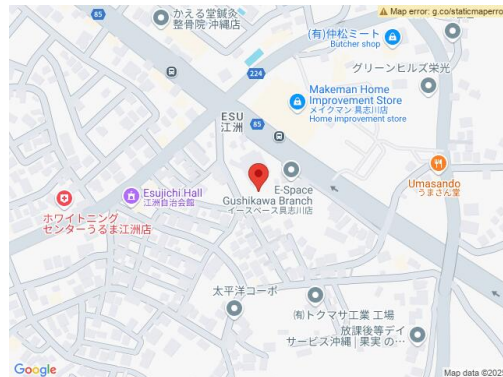 Map error: g.co/staticmaperro
85
かえる堂鍼灸
整骨院 沖縄店
(有)仲松ミート
Butcher shop
グリーンヒルズ栄光
224
Makeman Home
Improvement Store
メイクマン 具志川店
Home improvement store
ESU
江洲
85
E-Space
Gushikawa Branch
イースペース具志川店
Umasando
うまさん堂
Esujichi Hall
江洲自治会館
ホワイトニング
センターうるま江洲店
太平洋コーポ
㈲トクマサ工業 工場
放課後等デイ
サービス沖縄 | 果実 の…
Google
Map data ©202